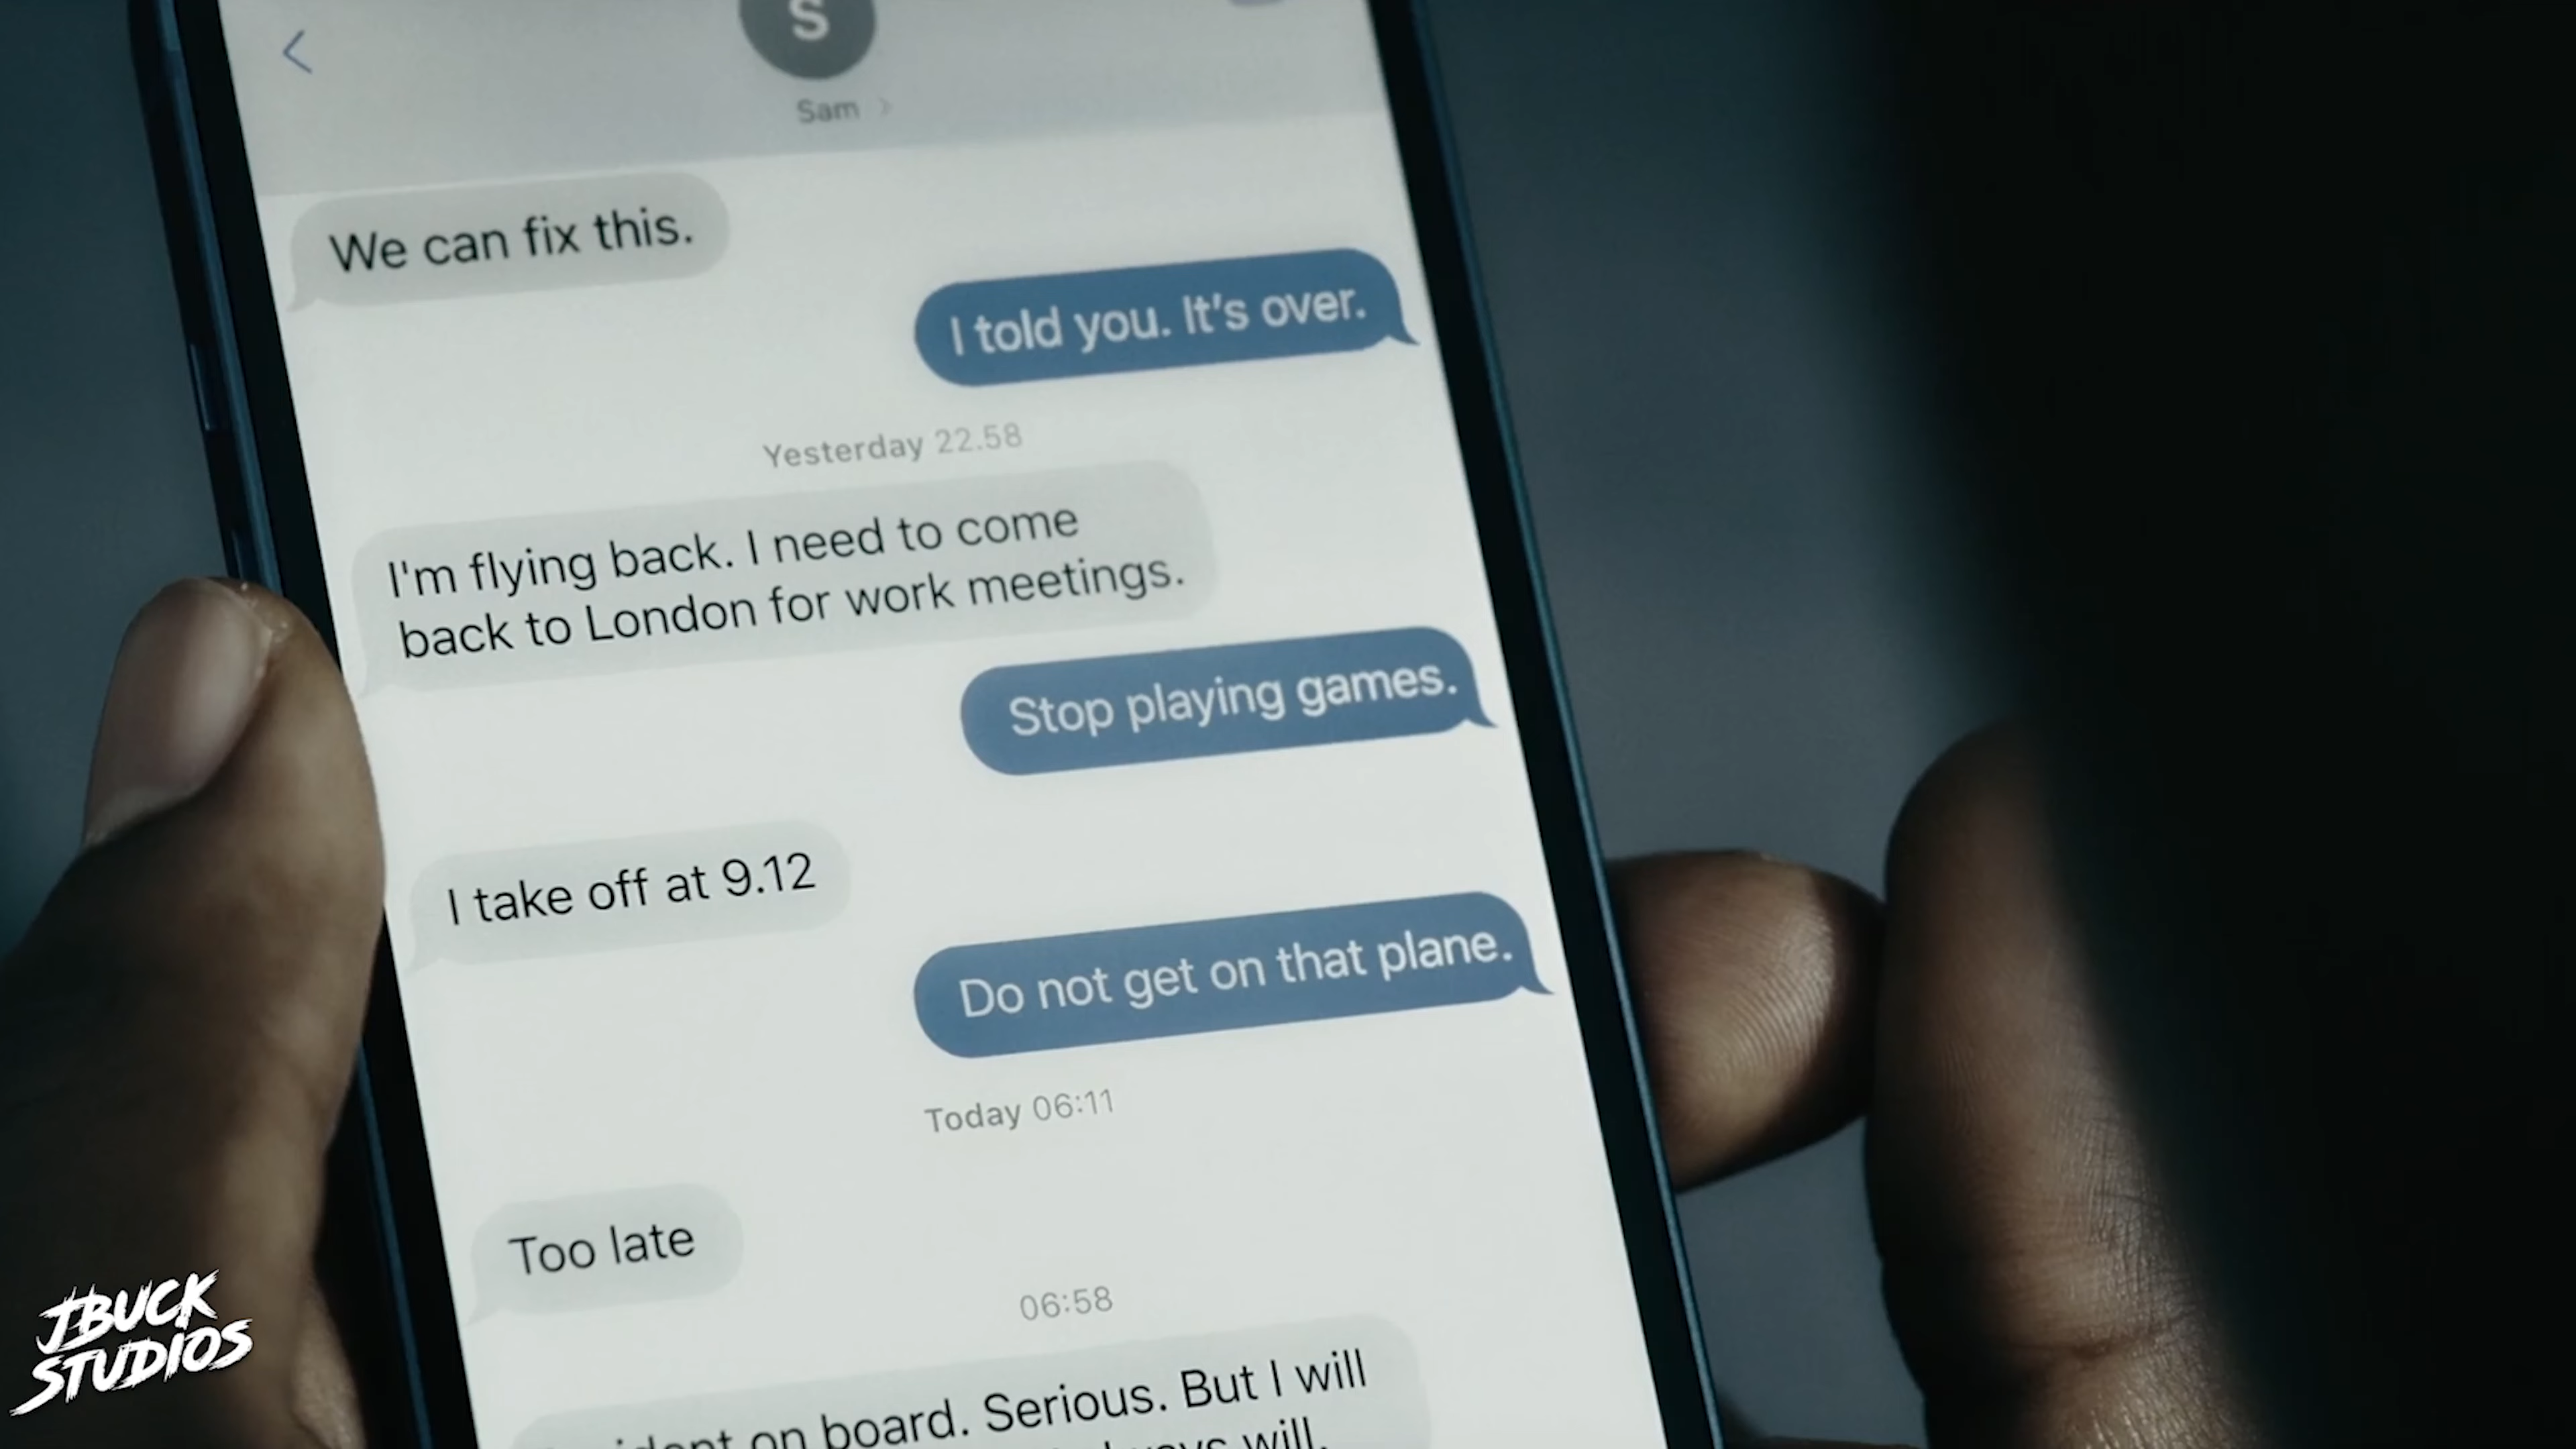 S
Sam
We can fix this.
I told you. It's over.
Yesterday 22.58
I'm flying back. I need to come
back to London for work meetings.
Stop playing games.
I take off at 9.12
Do not get on that plane.
Today 06:11
Too late
06:58
on board. Serious. But I will
will.
JBUCK
STUDIOS